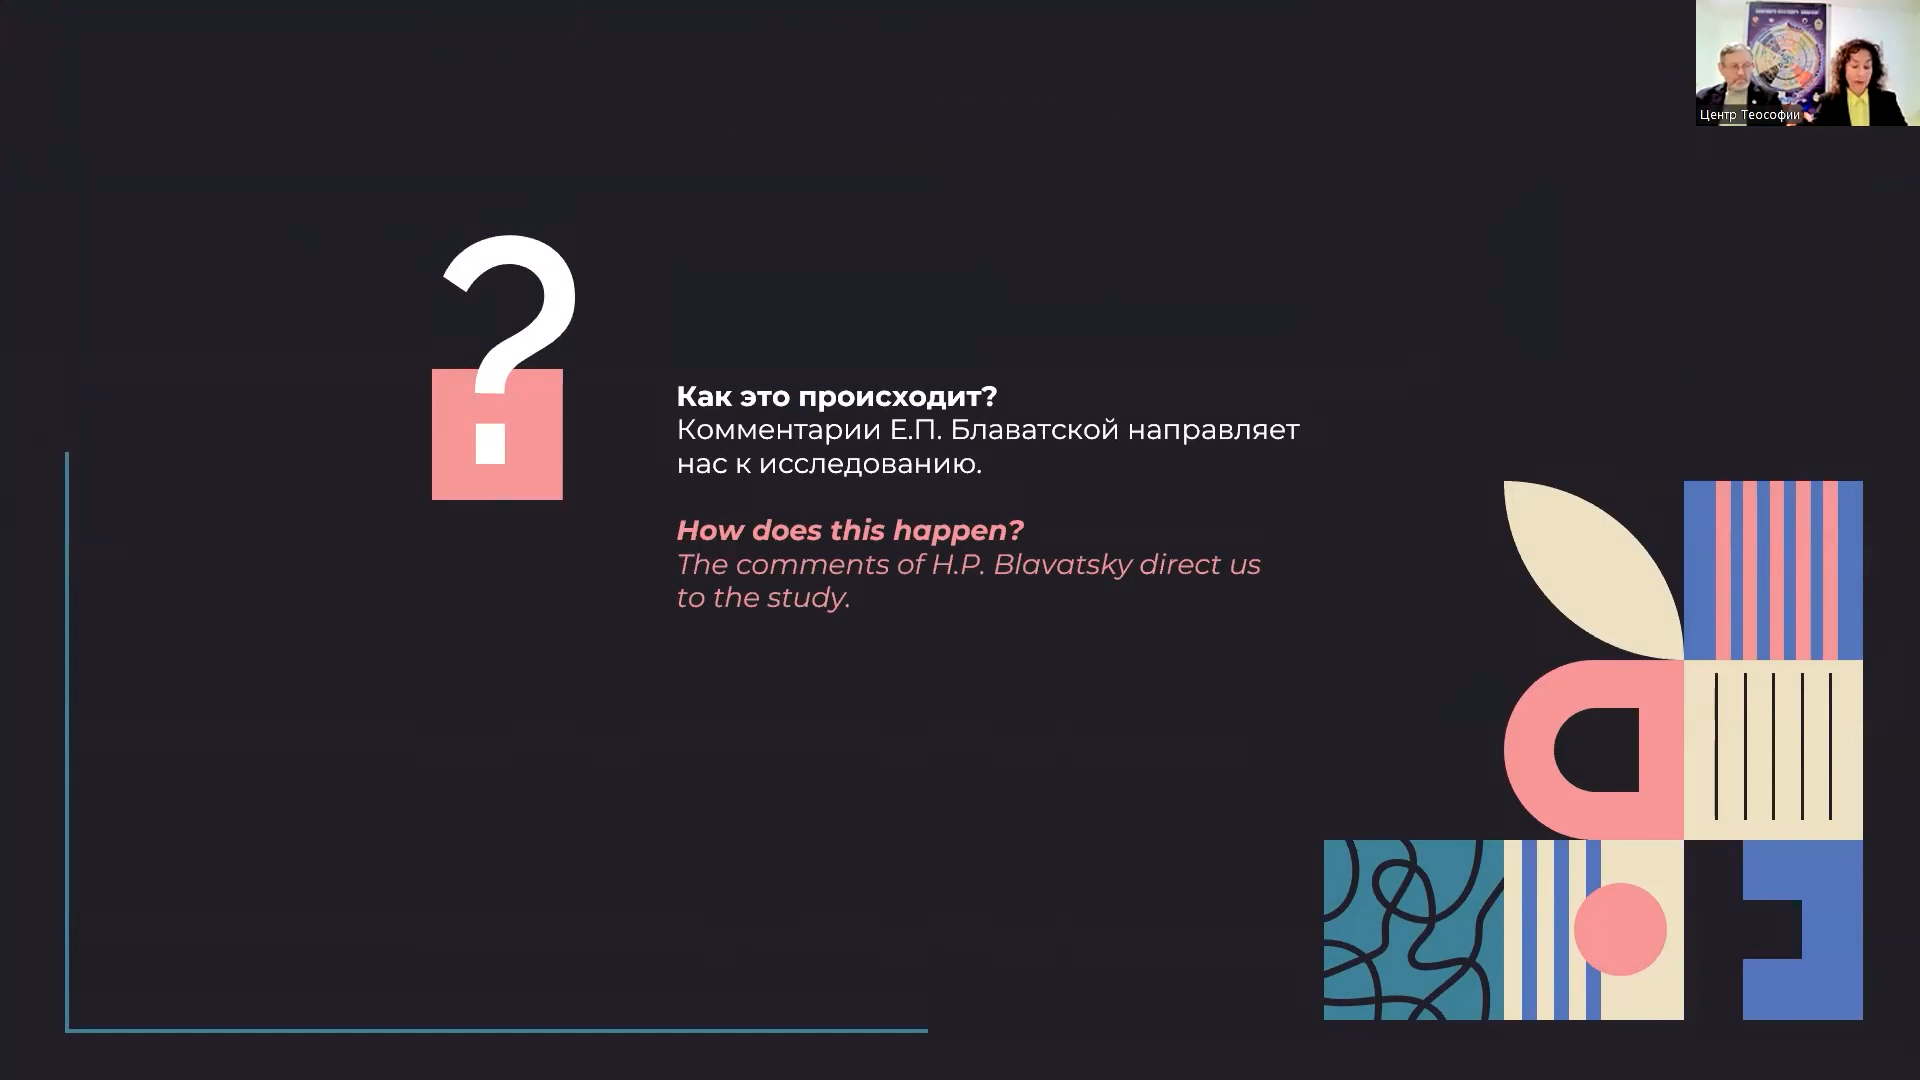 Центр Теософии
?
Как это происходит?
Комментарии Е.П. Блаватской направляет
нас к исследованию.
How does this happen?
The comments of H.P. Blavatsky direct us
to the study.